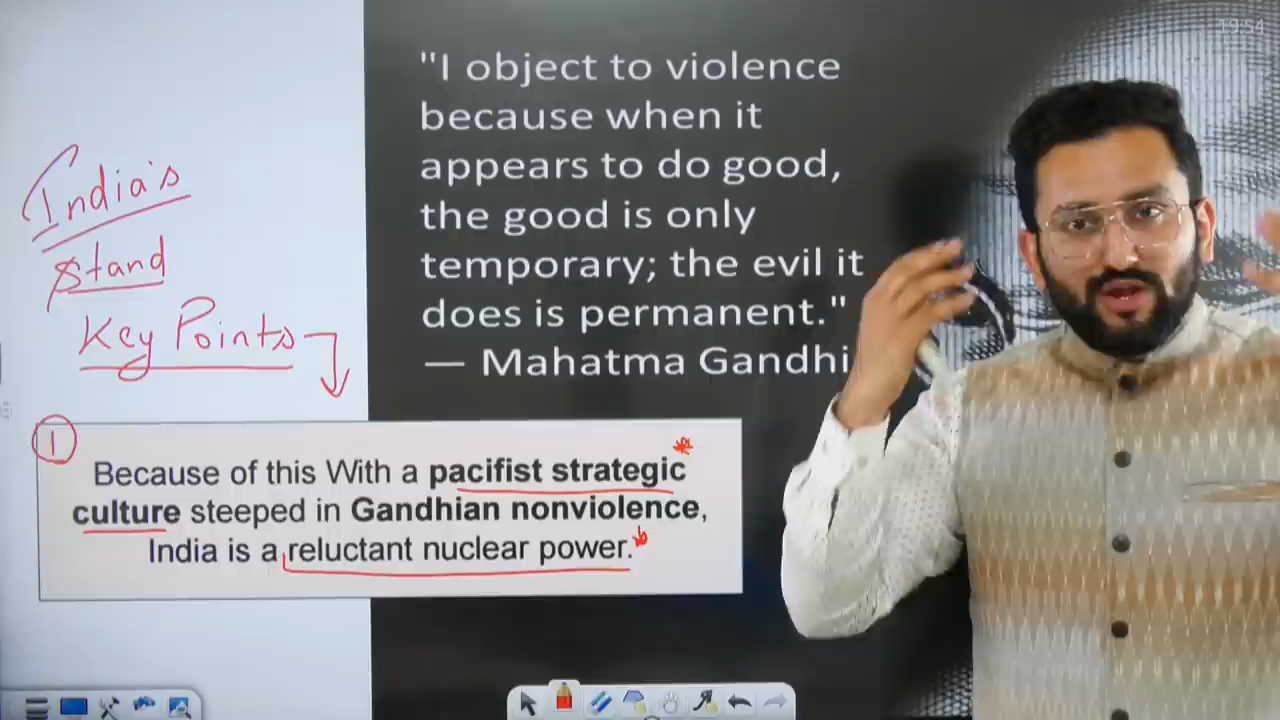 19:54
"I object to violence
because when it
appears to do good,
the good is only
temporary; the evil it
does is permanent."
— Mahatma Gandhi
India's
Stand
Key Points
1
Because of this With a pacifist strategic
culture steeped in Gandhian nonviolence,
India is a reluctant nuclear power.